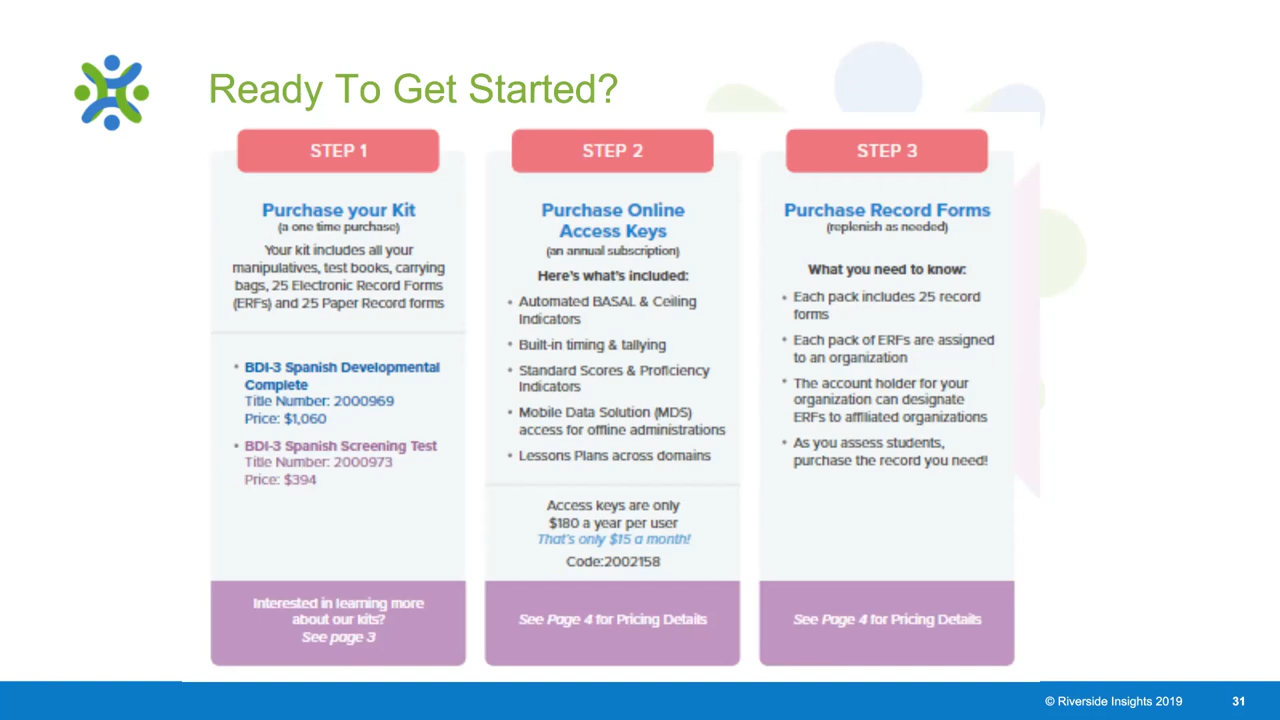 Ready To Get Started?
STEP 1
Purchase your Kit
(a one time purchase)
Your kit includes all your
manipulatives, test books, carrying
bags, 25 Electronic Record Forms
(ERFs) and 25 Paper Record forms
• BDI-3 Spanish Developmental
Complete
Title Number: 2000969
Price: $1,060
• BDI-3 Spanish Screening Test
Title Number: 2000973
Price: $394
Interested in learning more
about our kits?
See page 3
STEP 2
Purchase Online
Access Keys
(an annual subscription)
Here's what's included:
• Automated BASAL & Ceiling
Indicators
• Built-in timing & tallying
• Standard Scores & Proficiency
Indicators
• Mobile Data Solution (MDS)
access for offline administrations
• Lessons Plans across domains
Access keys are only
$180 a year per user
That's only $15 a month!
Code:2002158
See Page 4 for Pricing Details
STEP 3
Purchase Record Forms
(replenish as needed)
What you need to know:
• Each pack includes 25 record
forms
• Each pack of ERFs are assigned
to an organization
• The account holder for your
organization can designate
ERFs to affiliated organizations
• As you assess students,
purchase the record you need!
See Page 4 for Pricing Details
© Riverside Insights 2019
31